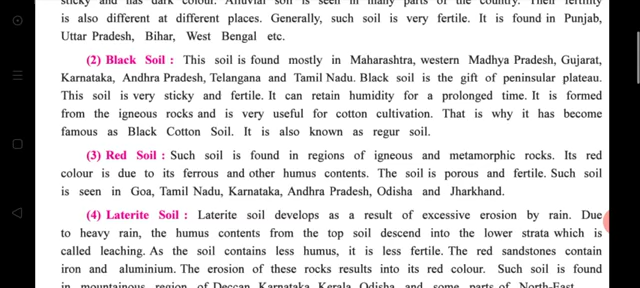 sticky and has dark colour. Alluvial soil is seen in many parts of the country. Their fertility
is also different at different places. Generally, such soil is very fertile. It is found in Punjab,
Uttar Pradesh, Bihar, West Bengal etc.
(2) Black Soil : This soil is found mostly in Maharashtra, western Madhya Pradesh, Gujarat,
Karnataka, Andhra Pradesh, Telangana and Tamil Nadu. Black soil is the gift of peninsular plateau.
This soil is very sticky and fertile. It can retain humidity for a prolonged time. It is formed
from the igneous rocks and is very useful for cotton cultivation. That is why it has become
famous as Black Cotton Soil. It is also known as regur soil.
(3) Red Soil : Such soil is found in regions of igneous and metamorphic rocks. Its red
colour is due to its ferrous and other humus contents. The soil is porous and fertile. Such soil
is seen in Goa, Tamil Nadu, Karnataka, Andhra Pradesh, Odisha and Jharkhand.
(4) Laterite Soil : Laterite soil develops as a result of excessive erosion by rain. Due
to heavy rain, the humus contents from the top soil descend into the lower strata which is
called leaching. As the soil contains less humus, it is less fertile. The red sandstones contain
iron and aluminium. The erosion of these rocks results into its red colour. Such soil is found
in mountainous region of Deccan, Karnataka, Kerala, Odisha and some parts of North-East